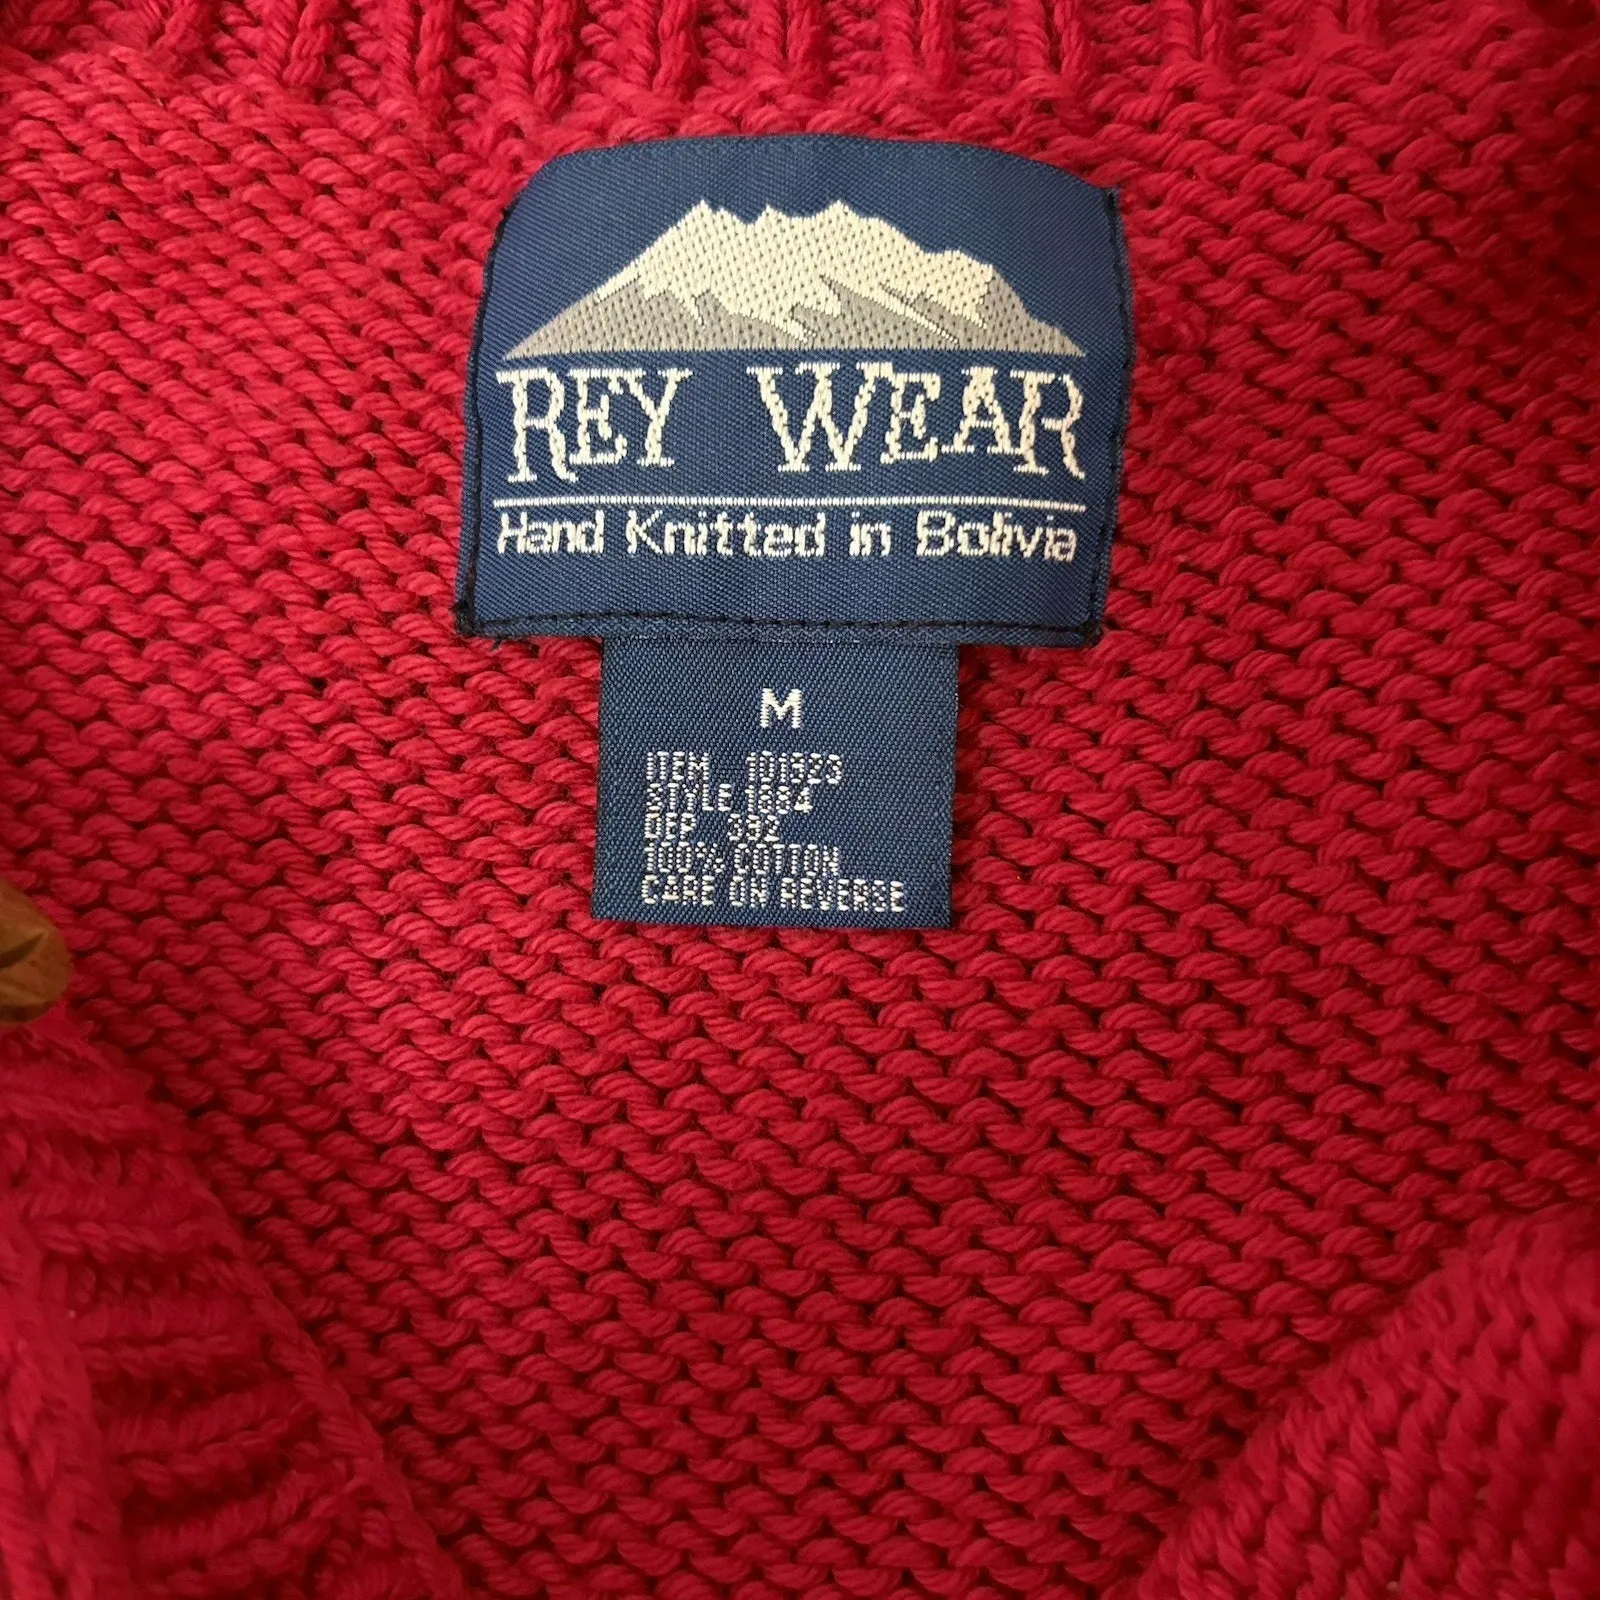 REY WEAR
Hand Knitted in Bolivia
M
ITEM 101523
STYLE 1884
DEP 392
100% COTTON
CARE ON REVERSE